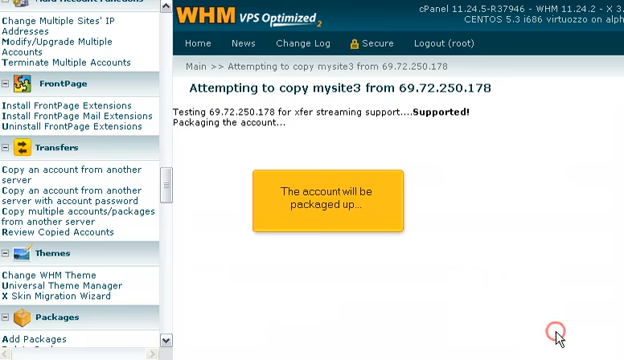 Change Multiple Sites' IP
Addresses
Modify/Upgrade Multiple
Accounts
Terminate Multiple Accounts
FrontPage
Install FrontPage Extensions
Install FrontPage Mail Extensions
Uninstall FrontPage Extensions
Transfers
Copy an account from another
server
Copy an account from another
server with account password
Copy multiple accounts/packages
from another server
Review Copied Accounts
Themes
Change WHM Theme
Universal Theme Manager
X Skin Migration Wizard
Packages
Add Packages
WHM VPS Optimized 2
cPanel 11.24.5-R37946 - WHM 11.24.2 - X 3.
CENTOS 5.3 i686 virtuozzo on alph
Home News Change Log Secure Logout (root)
Main >> Attempting to copy mysite3 from 69.72.250.178
Attempting to copy mysite3 from 69.72.250.178
Testing 69.72.250.178 for xfer streaming support....Supported!
Packaging the account...
The account will be
packaged up...